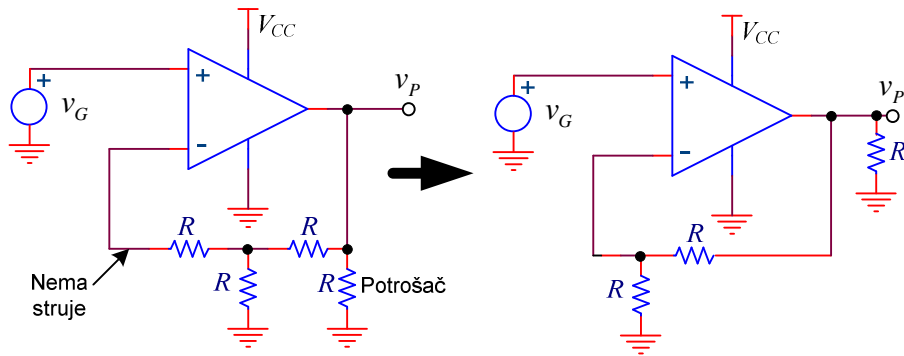 V_CC
+
+
v_G
-
v_P
R
R
R
R
Potrošač
Nema
struje
V_CC
+
+
v_G
-
v_P
R
R
R